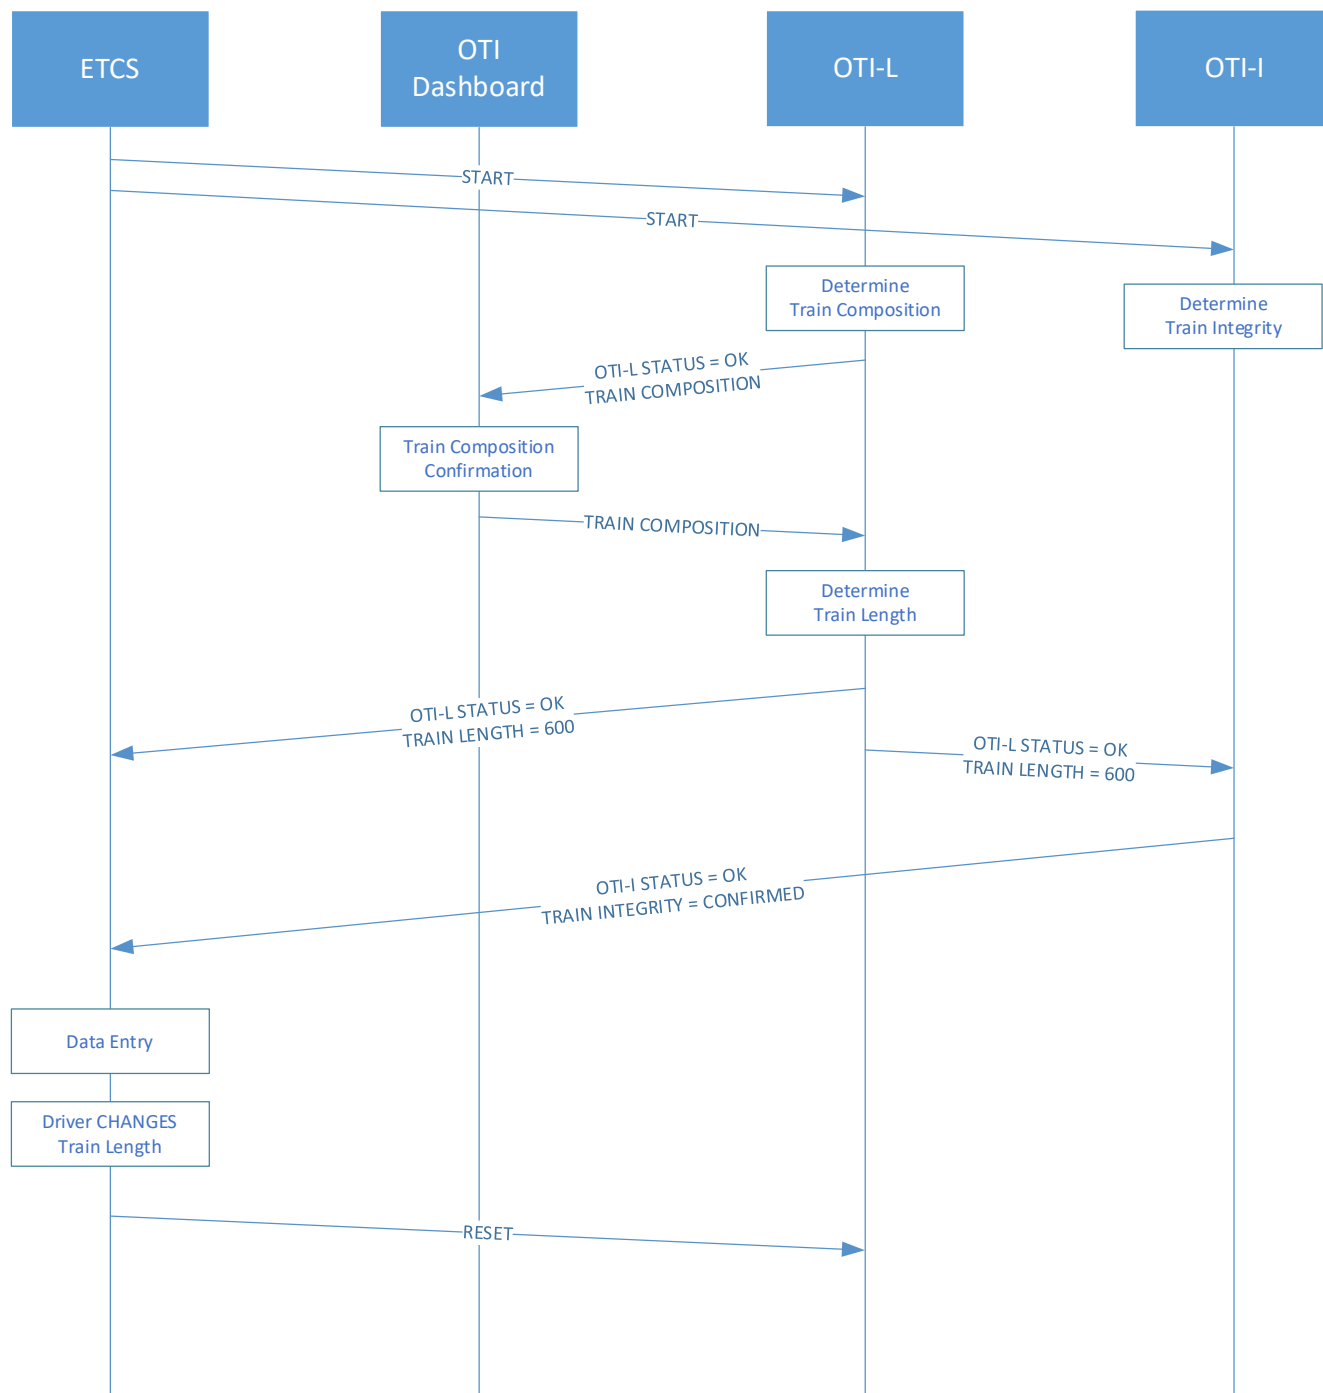 ETCS
OTI
Dashboard
OTI-L
OTI-I
START
START
Determine
Train Composition
Determine
Train Integrity
OTI-L STATUS = OK
TRAIN COMPOSITION
Train Composition
Confirmation
TRAIN COMPOSITION
Determine
Train Length
OTI-L STATUS = OK
TRAIN LENGTH = 600
OTI-L STATUS = OK
TRAIN LENGTH = 600
OTI-I STATUS = OK
TRAIN INTEGRITY = CONFIRMED
Data Entry
Driver CHANGES
Train Length
RESET